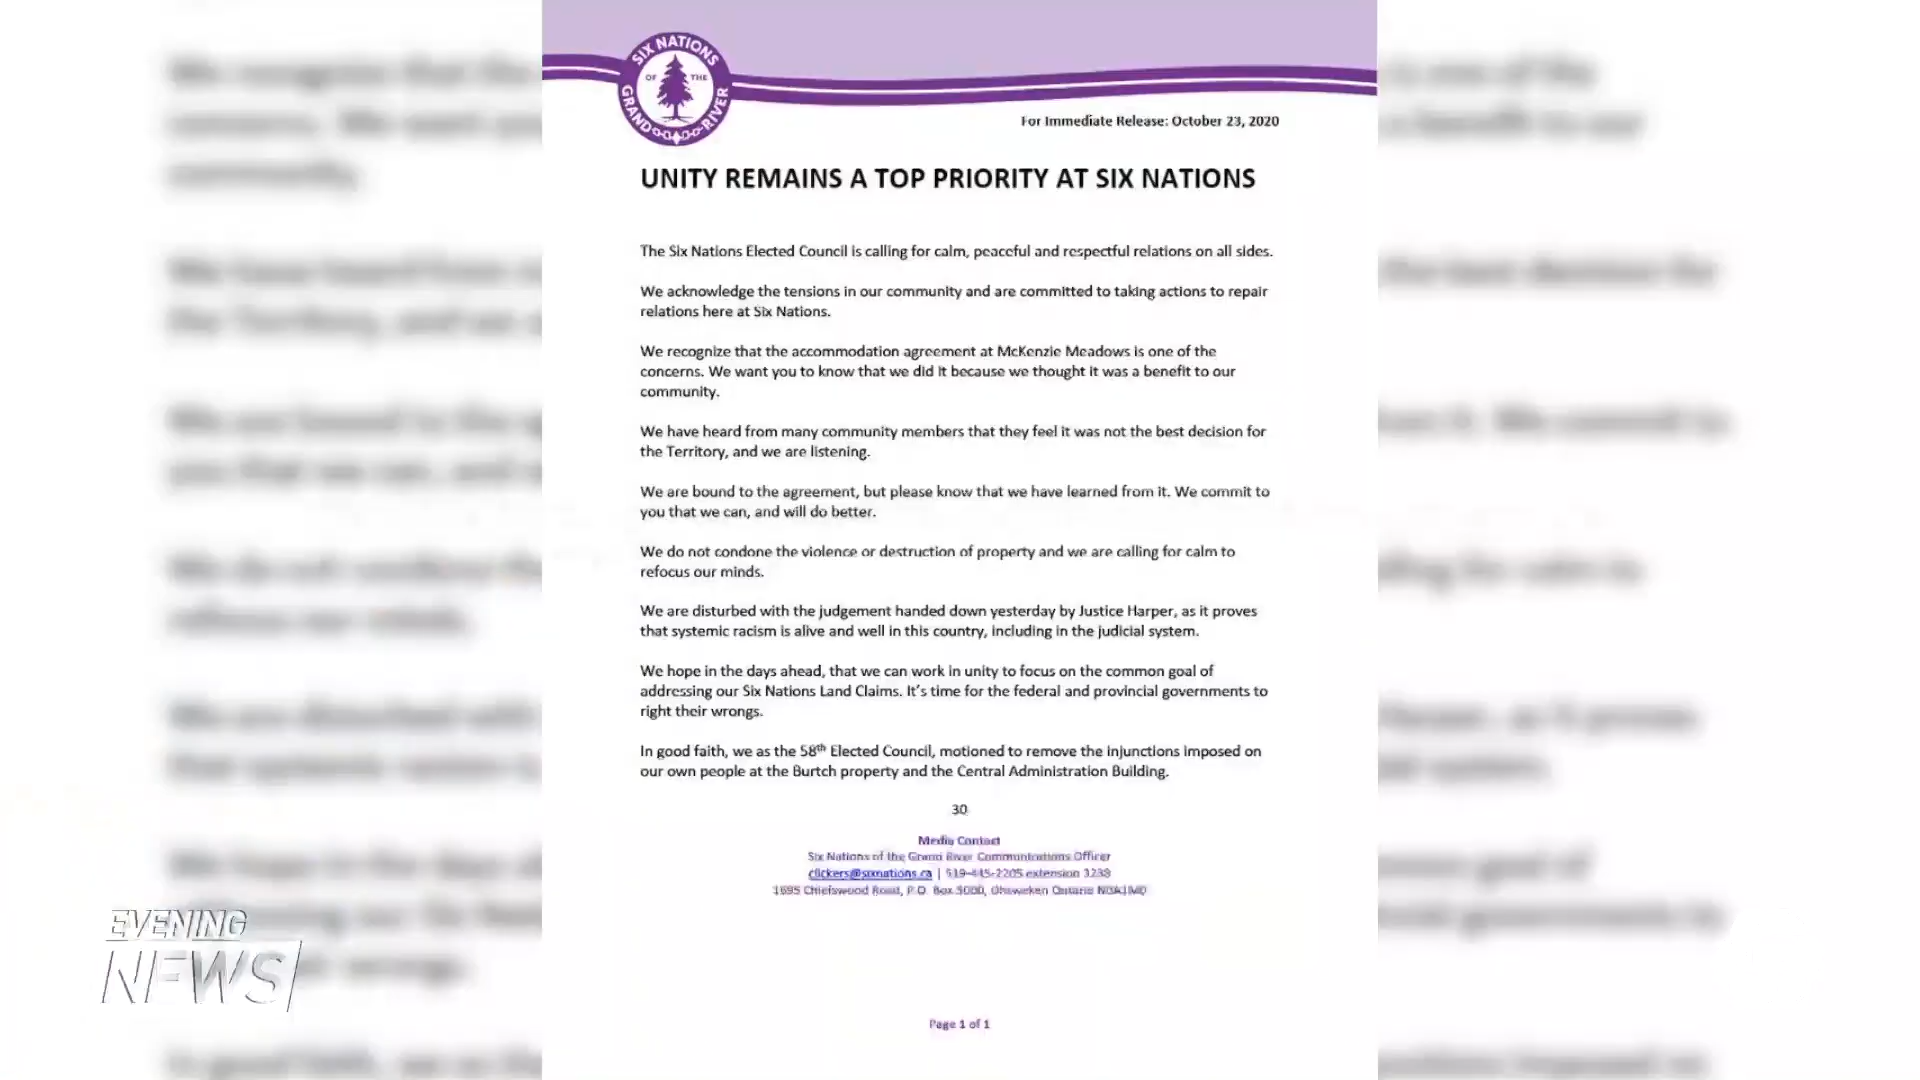 SIX NATIONS
OF THE
GRAND RIVER
For Immediate Release: October 23, 2020
UNITY REMAINS A TOP PRIORITY AT SIX NATIONS
The Six Nations Elected Council is calling for calm, peaceful and respectful relations on all sides.
We acknowledge the tensions in our community and are committed to taking actions to repair
relations here at Six Nations.
We recognize that the accommodation agreement at McKenzie Meadows is one of the
concerns. We want you to know that we did it because we thought it was a benefit to our
community.
We have heard from many community members that they feel it was not the best decision for
the Territory, and we are listening.
We are bound to the agreement, but please know that we have learned from it. We commit to
you that we can, and will do better.
We do not condone the violence or destruction of property and we are calling for calm to
refocus our minds.
We are disturbed with the judgement handed down yesterday by Justice Harper, as it proves
that systemic racism is alive and well in this country, including in the judicial system.
We hope in the days ahead, that we can work in unity to focus on the common goal of
addressing our Six Nations Land Claims. It's time for the federal and provincial governments to
right their wrongs.
In good faith, we as the 58th Elected Council, motioned to remove the injunctions imposed on
our own people at the Burtch property and the Central Administration Building.
30
Media Contact
Six Nations of the Grand River Communications Officer
| 519-445-2205 extension 3238
1695 Chiefswood Road, P.O. Box 5000, Ohsweken Ontario N0A1M0
EVENING
NEWS
Page 1 of 1